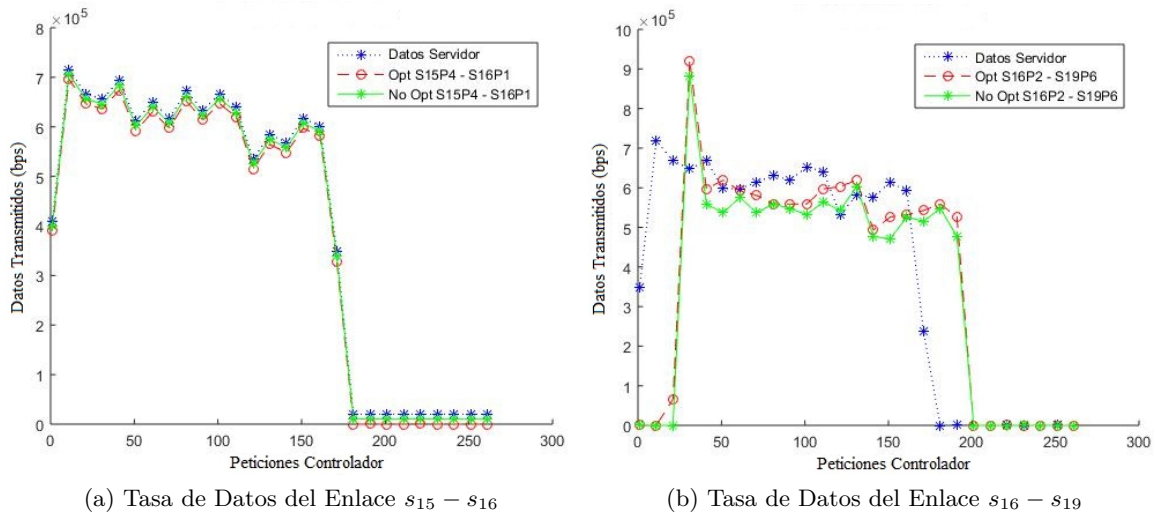 ×10⁵
8
7
6
5
4
3
2
1
0
0 50 100 150 200 250 300
Datos Transmitidos (bps)
Peticiones Controlador
Datos Servidor
Opt S15P4 - S16P1
No Opt S15P4 - S16P1
(a) Tasa de Datos del Enlace s₁₅ − s₁₆
×10⁵
10
9
8
7
6
5
4
3
2
1
0
0 50 100 150 200 250 300
Datos Transmitidos (bps)
Peticiones Controlador
Datos Servidor
Opt S16P2 - S19P6
No Opt S16P2 - S19P6
(b) Tasa de Datos del Enlace s₁₆ − s₁₉